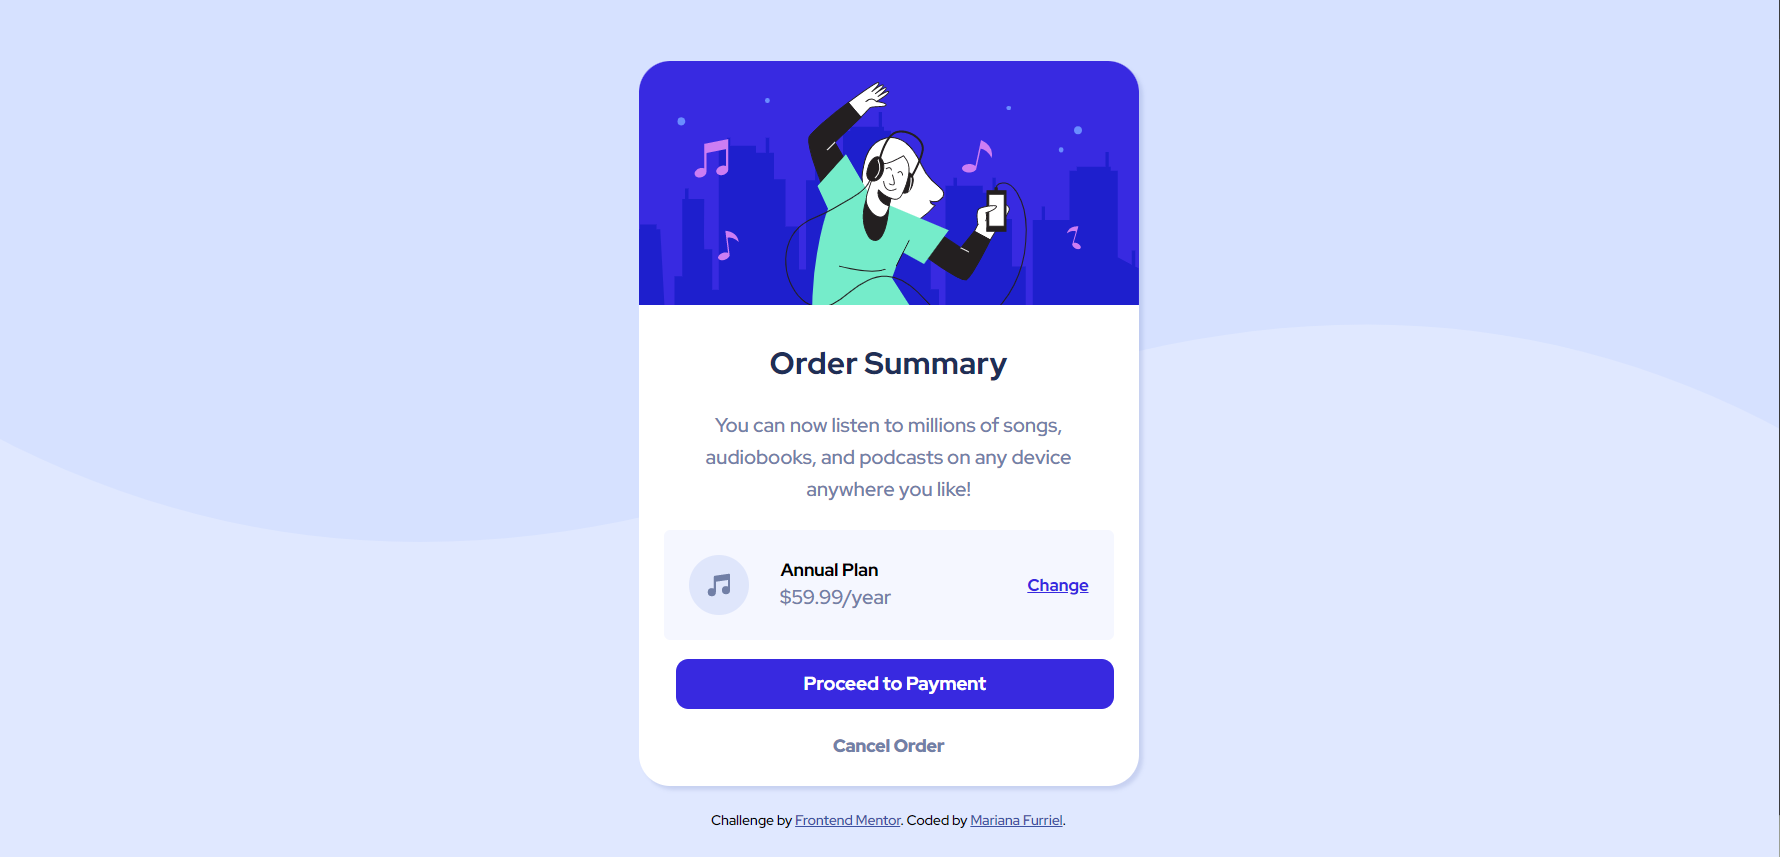 Order Summary
You can now listen to millions of songs,
audiobooks, and podcasts on any device
anywhere you like!
Annual Plan
$59.99/year
Change
Proceed to Payment
Cancel Order
Challenge by Frontend Mentor. Coded by Mariana Furriel.